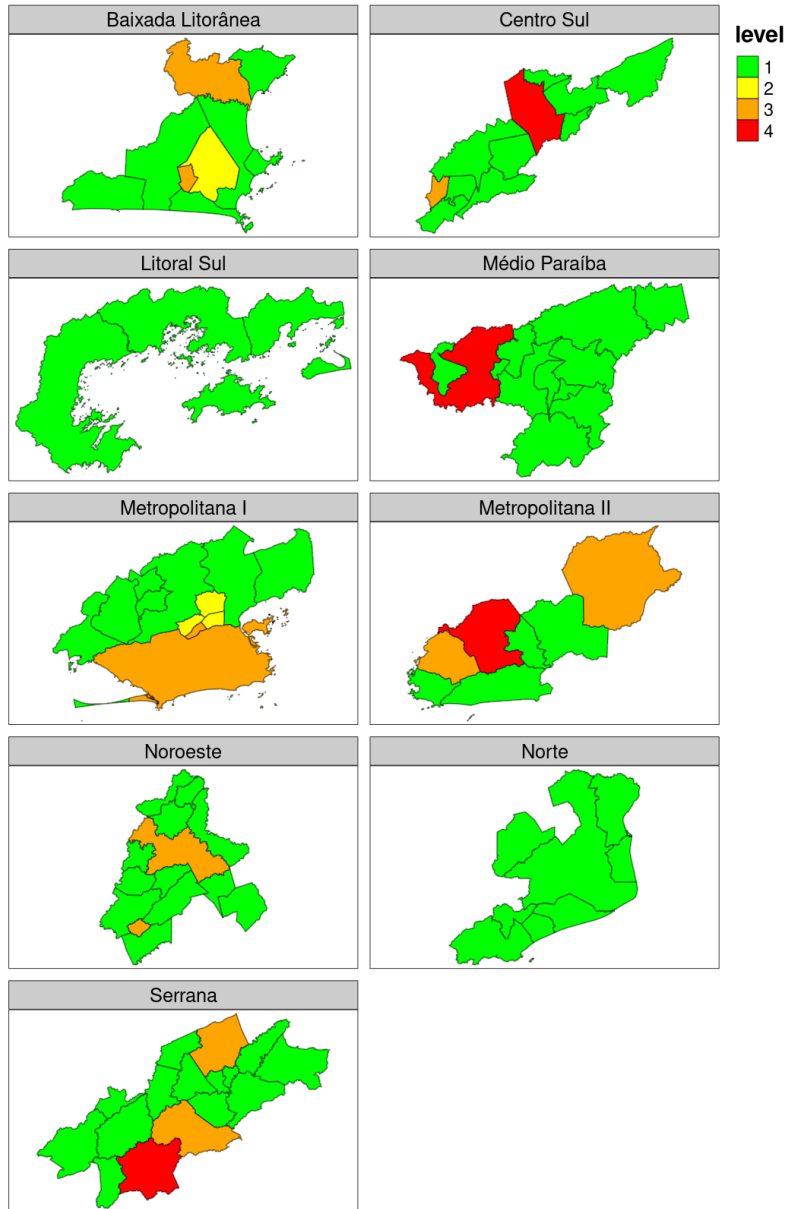 Baixada Litorânea
Centro Sul
level
1
2
3
4
Litoral Sul
Médio Paraíba
Metropolitana I
Metropolitana II
Noroeste
Norte
Serrana